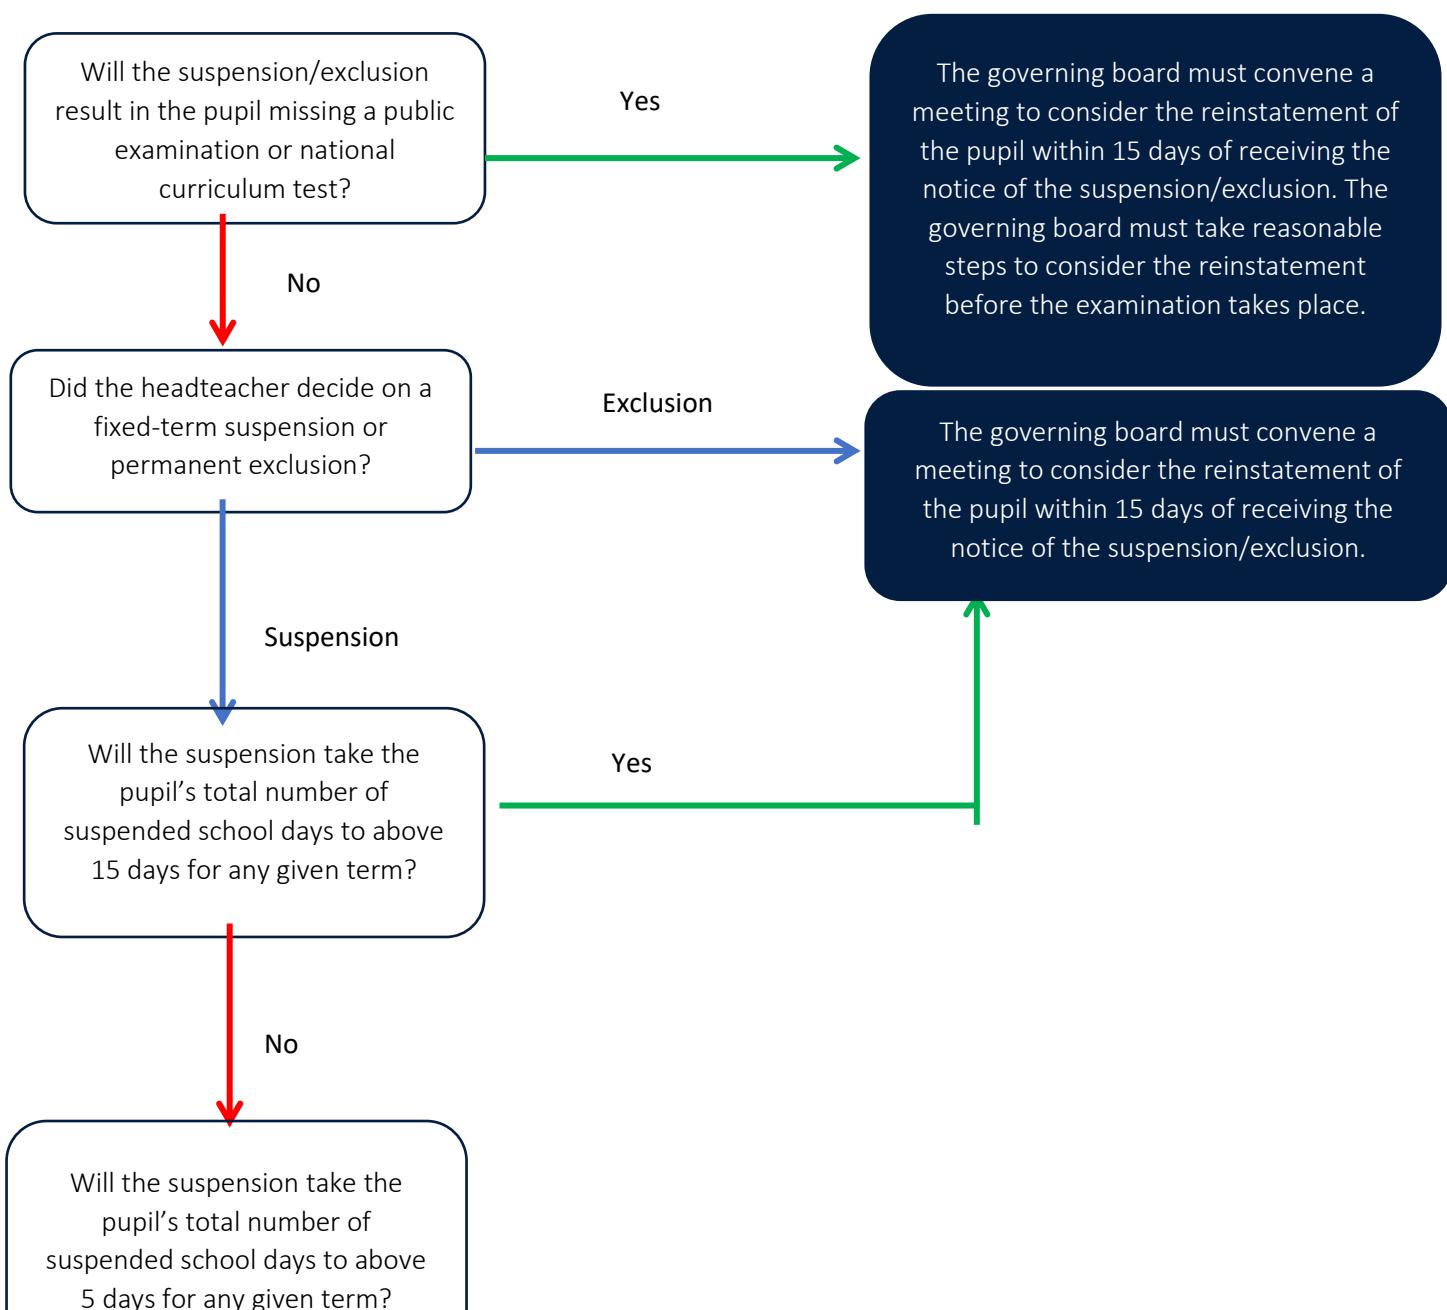 Will the suspension/exclusion
result in the pupil missing a public
examination or national
curriculum test?
Yes
The governing board must convene a
meeting to consider the reinstatement of
the pupil within 15 days of receiving the
notice of the suspension/exclusion. The
governing board must take reasonable
steps to consider the reinstatement
before the examination takes place.
No
Did the headteacher decide on a
fixed-term suspension or
permanent exclusion?
Exclusion
The governing board must convene a
meeting to consider the reinstatement of
the pupil within 15 days of receiving the
notice of the suspension/exclusion.
Suspension
Will the suspension take the
pupil’s total number of
suspended school days to above
15 days for any given term?
Yes
No
Will the suspension take the
pupil’s total number of
suspended school days to above
5 days for any given term?